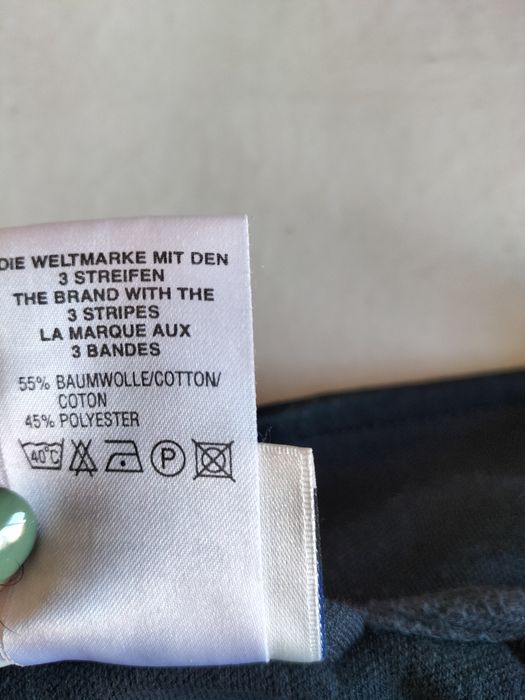 DIE WELTMARKE MIT DEN
3 STREIFEN
THE BRAND WITH THE
3 STRIPES
LA MARQUE AUX
3 BANDES
55% BAUMWOLLE/COTTON/
COTON
45% POLYESTER
40°C P